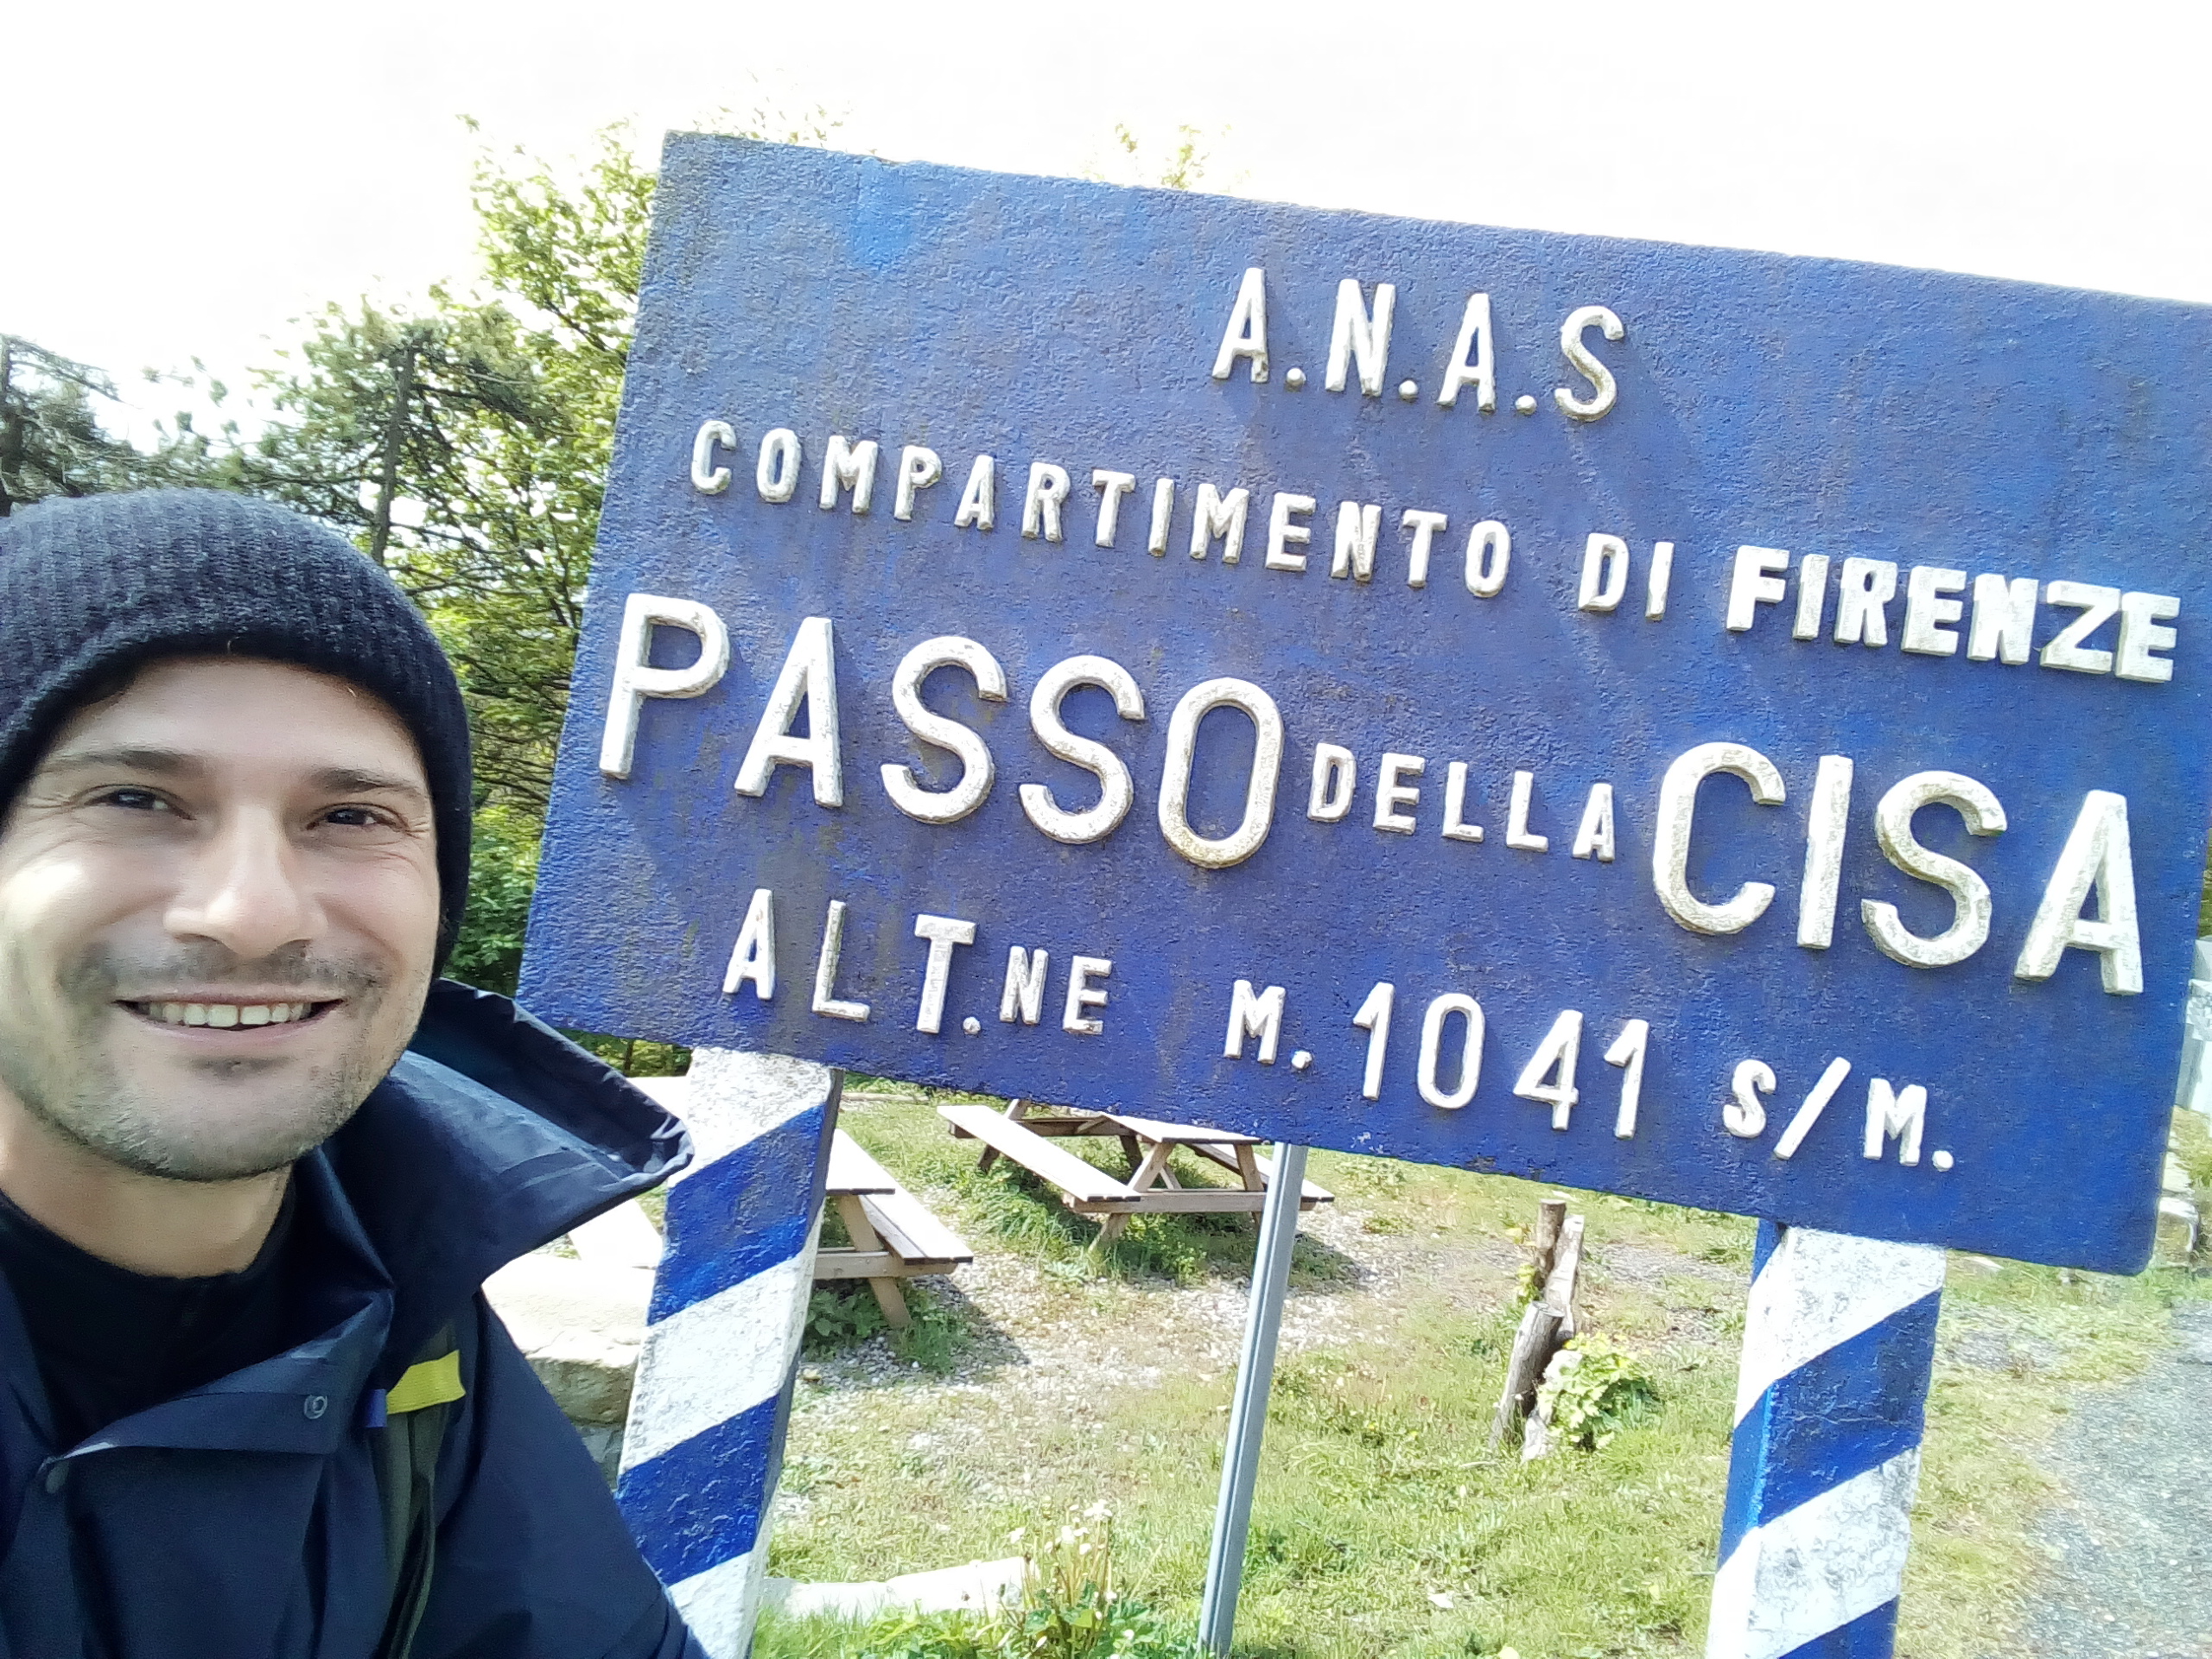 A.N.A.S
COMPARTIMENTO DI FIRENZE
PASSO DELLA CISA
ALT.NE M. 1041 S/M.